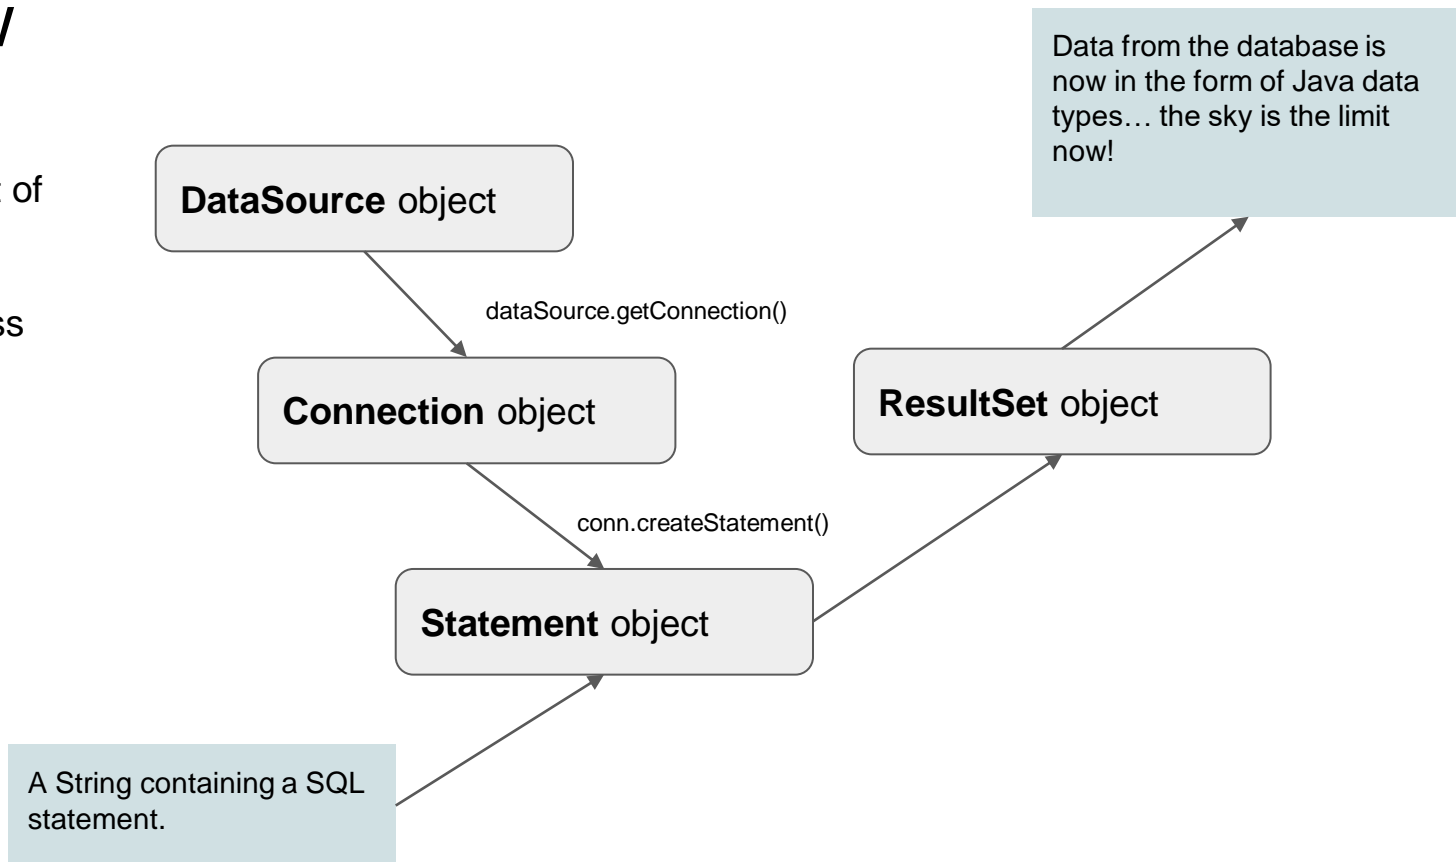 of
Data from the database is
now in the form of Java data
types… the sky is the limit
now!
DataSource object
dataSource.getConnection()
Connection object
ResultSet object
conn.createStatement()
Statement object
A String containing a SQL
statement.